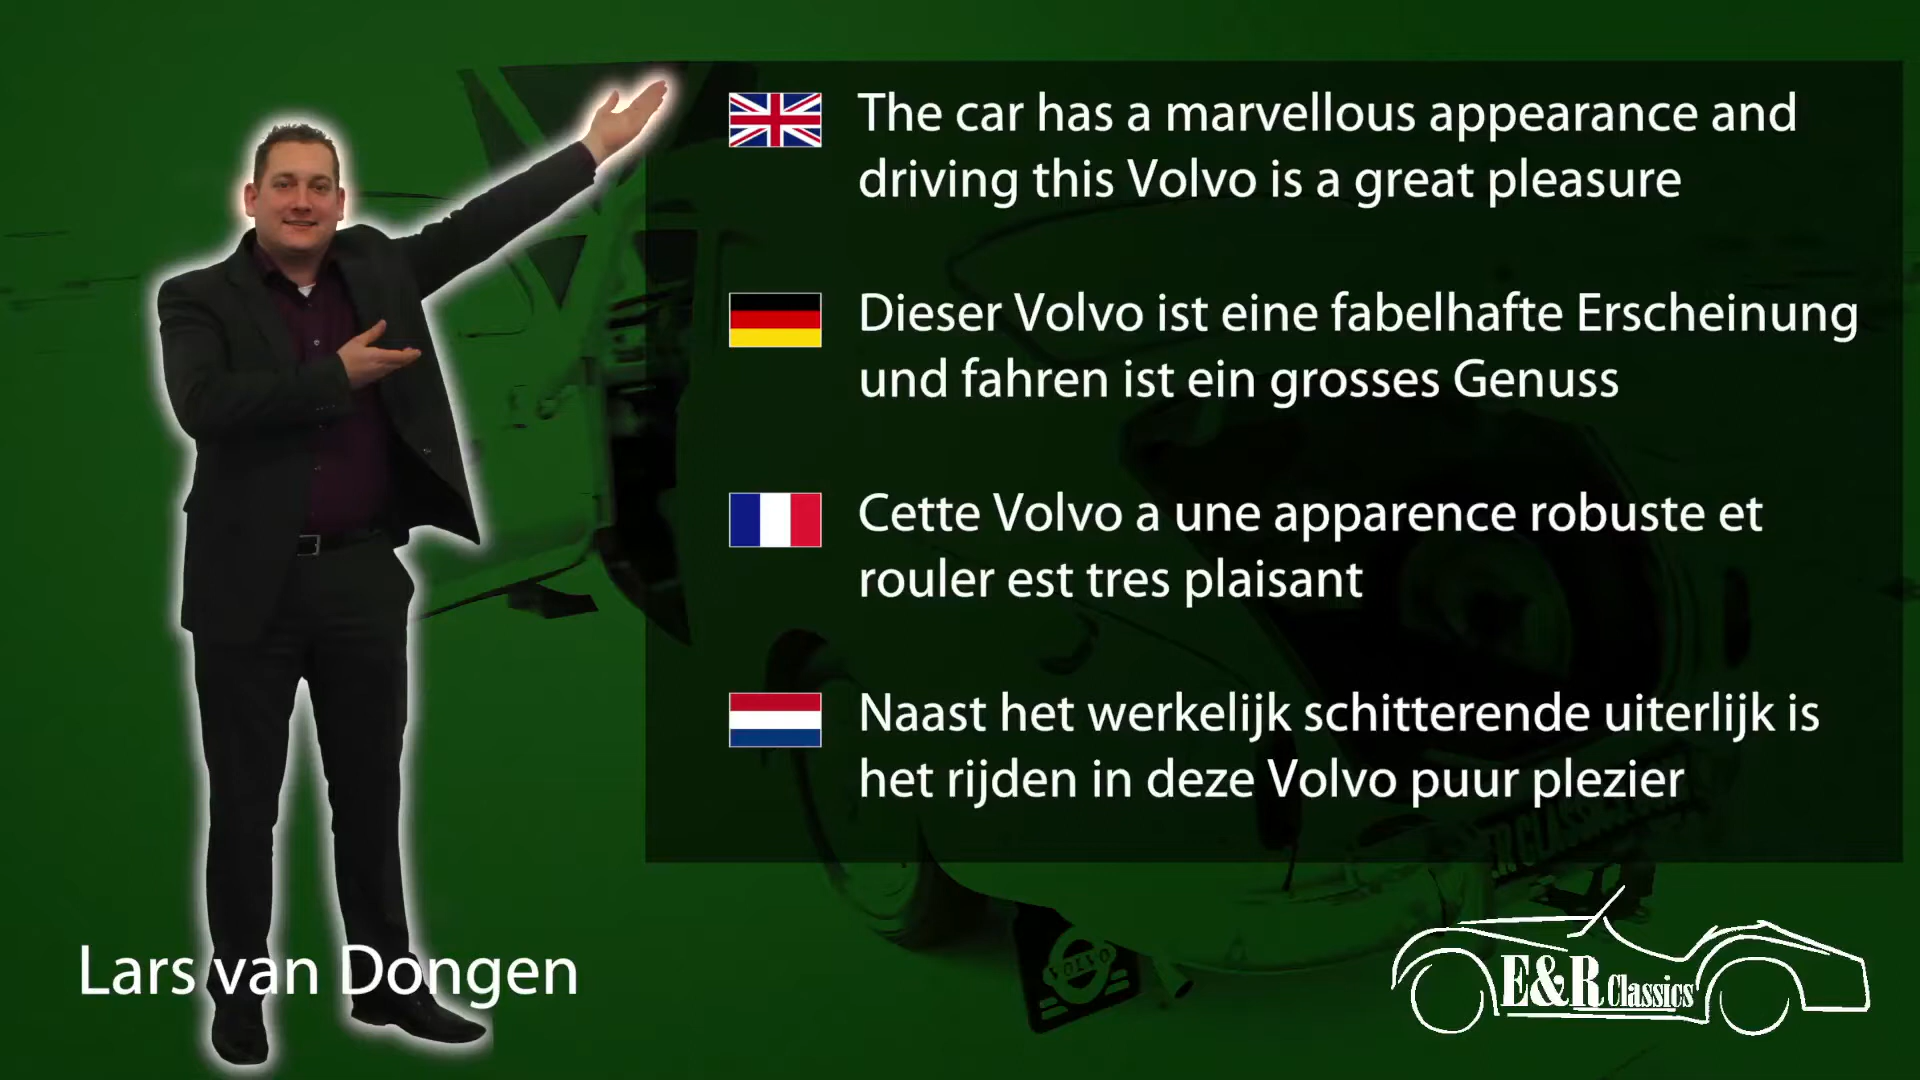 The car has a marvellous appearance and
driving this Volvo is a great pleasure
Dieser Volvo ist eine fabelhafte Erscheinung
und fahren ist ein grosses Genuss
Cette Volvo a une apparence robuste et
rouler est tres plaisant
Naast het werkelijk schitterende uiterlijk is
het rijden in deze Volvo puur plezier
Lars van Dongen
VOLVO
E&R Classics